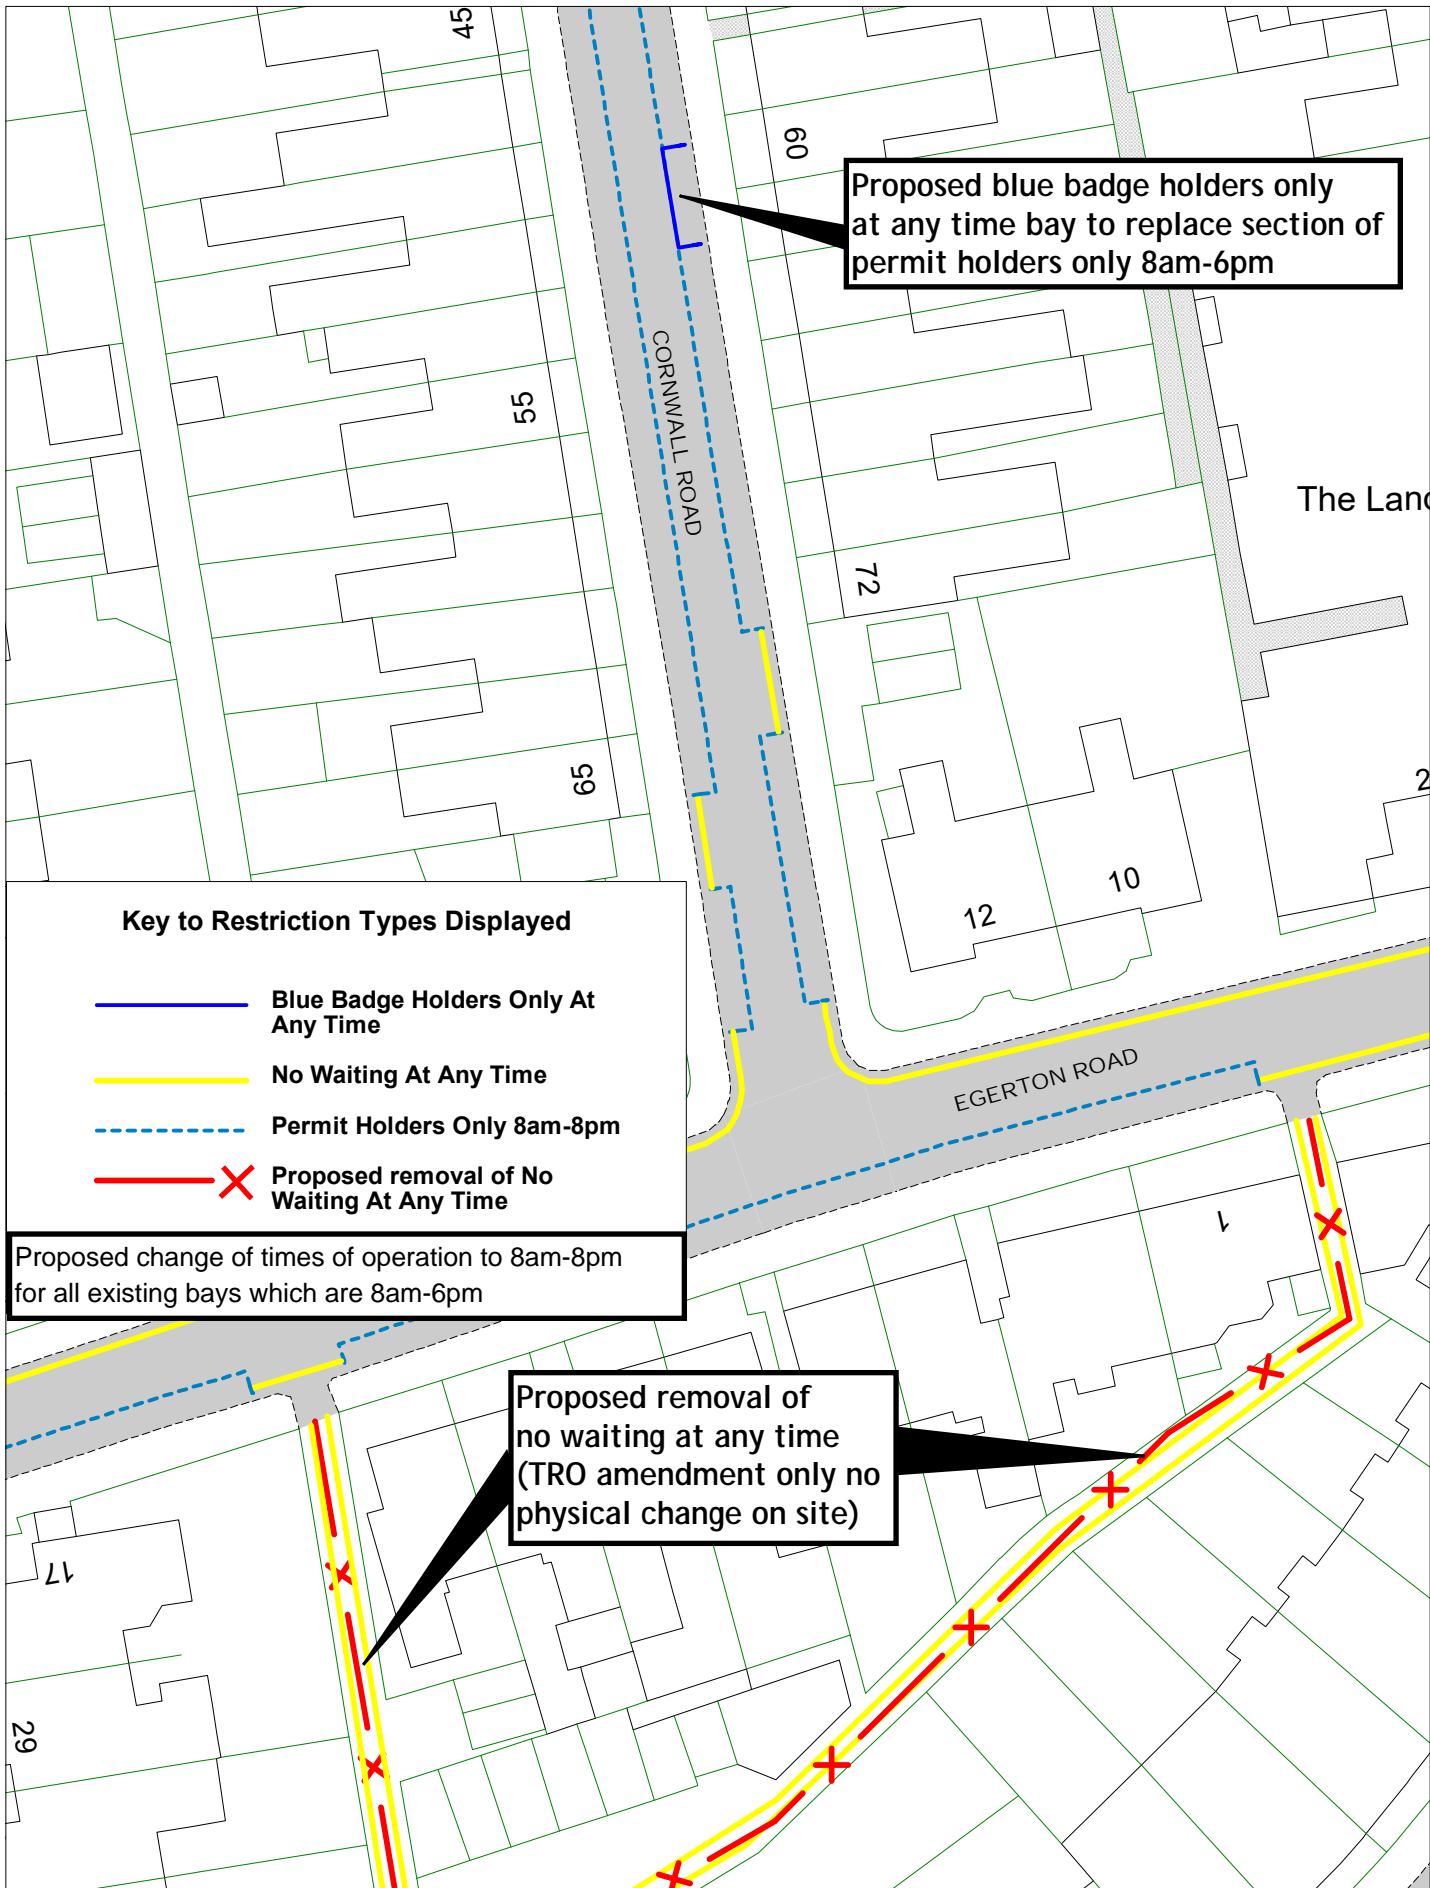 45
60
Proposed blue badge holders only
at any time bay to replace section of
permit holders only 8am-6pm
CORNWALL ROAD
55
The Land
72
65
2
10
12
Key to Restriction Types Displayed
Blue Badge Holders Only At
Any Time
No Waiting At Any Time
Permit Holders Only 8am-8pm
Proposed removal of No
Waiting At Any Time
EGERTON ROAD
1
Proposed change of times of operation to 8am-8pm
for all existing bays which are 8am-6pm
Proposed removal of
no waiting at any time
(TRO amendment only no
physical change on site)
17
29